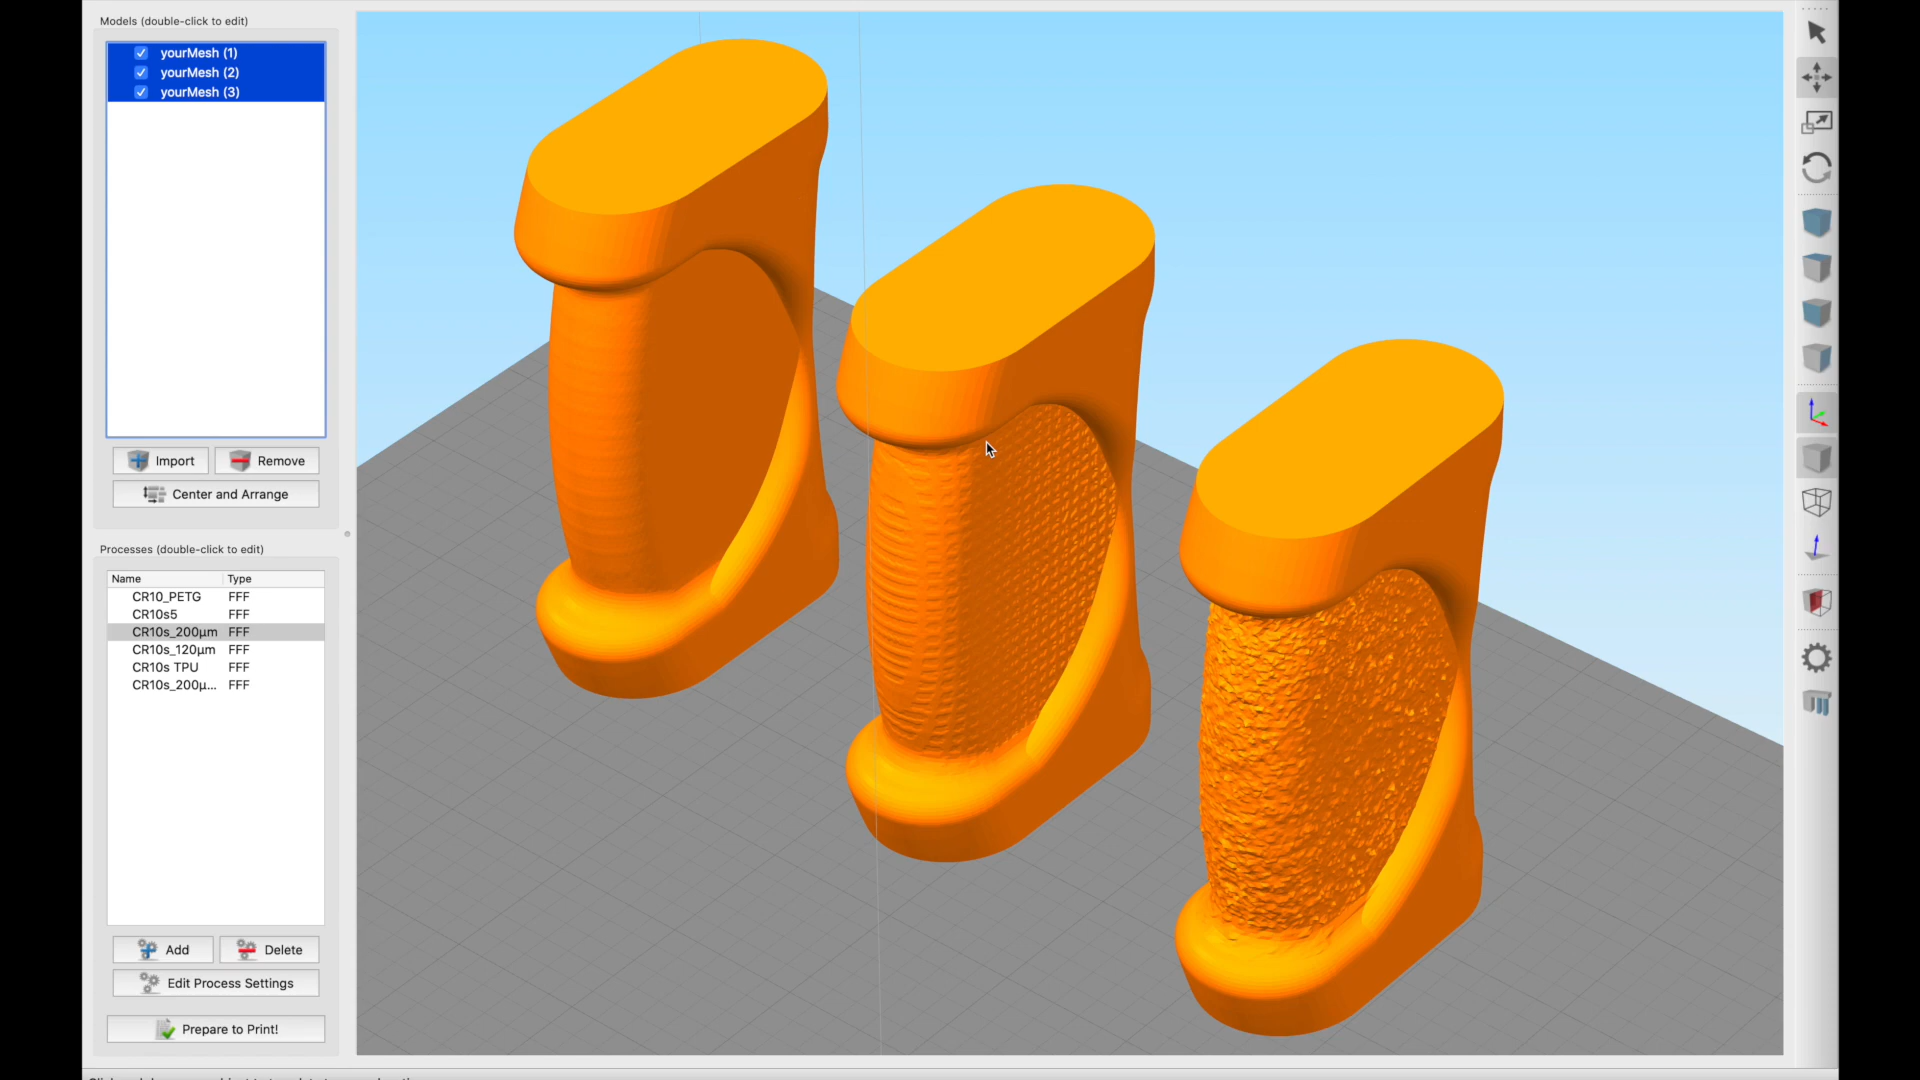 Models (double-click to edit)
yourMesh (1)
yourMesh (2)
yourMesh (3)
Import
Remove
Center and Arrange
Processes (double-click to edit)
Name Type
CR10_PETG FFF
CR10s5 FFF
CR10s_200µm FFF
CR10s_120µm FFF
CR10s TPU FFF
CR10s_200µ... FFF
Add
Delete
Edit Process Settings
Prepare to Print!